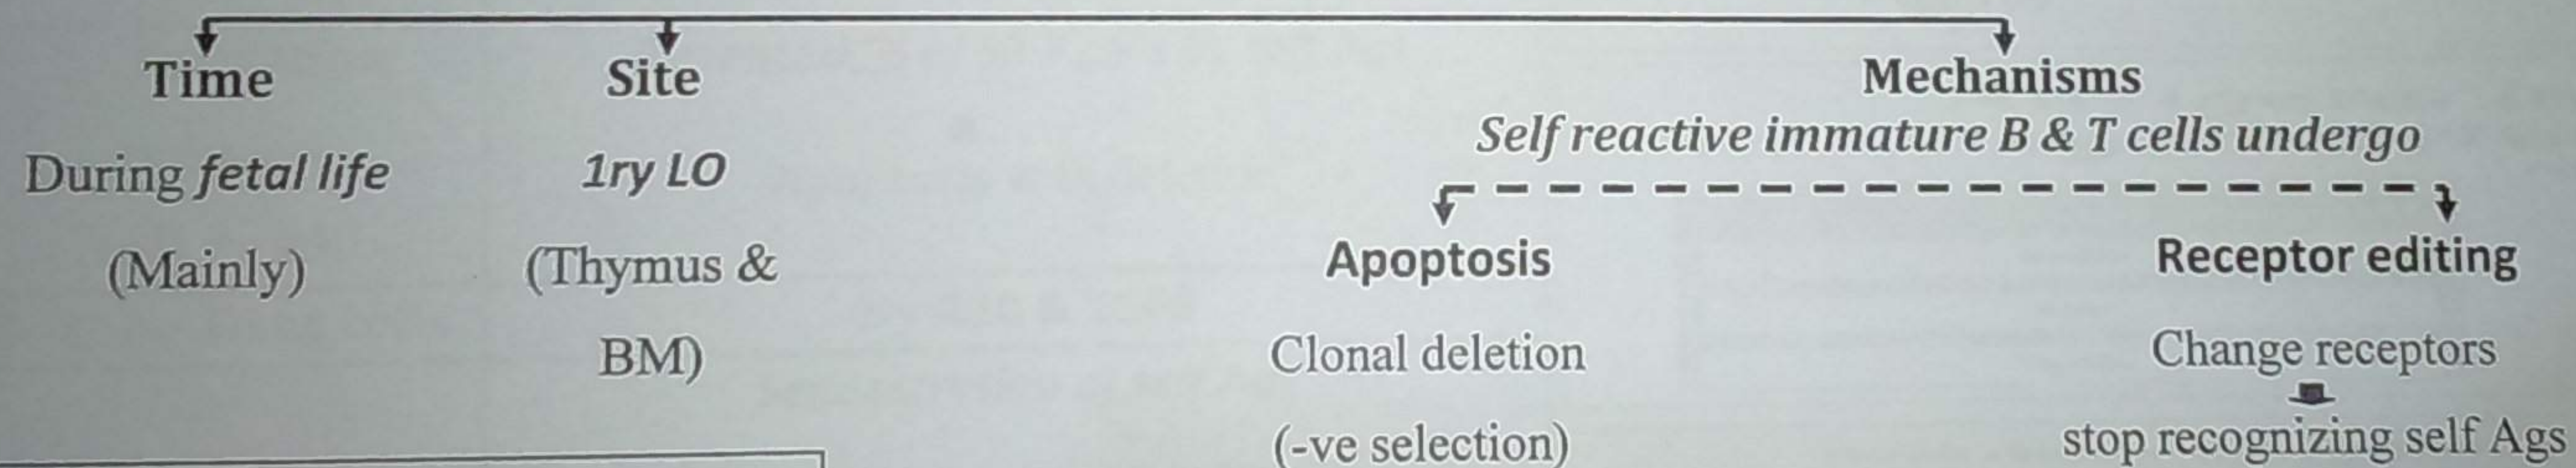 Time
During fetal life
(Mainly)
Site
1ry LO
(Thymus &
BM)
Mechanisms
Self reactive immature B & T cells undergo
Apoptosis
Clonal deletion
(-ve selection)
Receptor editing
Change receptors
stop recognizing self Ags